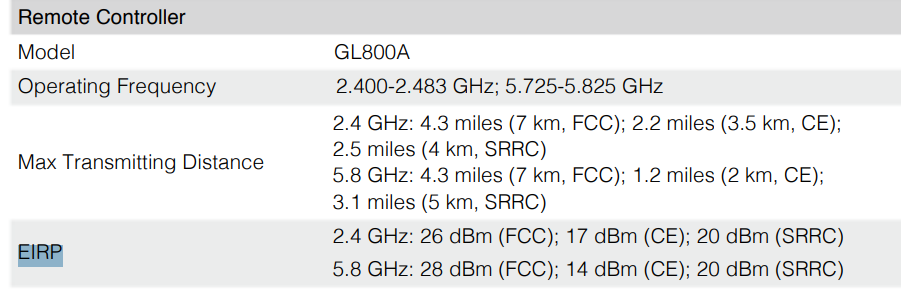 Remote Controller
Model GL800A
Operating Frequency 2.400-2.483 GHz; 5.725-5.825 GHz
Max Transmitting Distance
2.4 GHz: 4.3 miles (7 km, FCC); 2.2 miles (3.5 km, CE);
2.5 miles (4 km, SRRC)
5.8 GHz: 4.3 miles (7 km, FCC); 1.2 miles (2 km, CE);
3.1 miles (5 km, SRRC)
EIRP
2.4 GHz: 26 dBm (FCC); 17 dBm (CE); 20 dBm (SRRC)
5.8 GHz: 28 dBm (FCC); 14 dBm (CE); 20 dBm (SRRC)